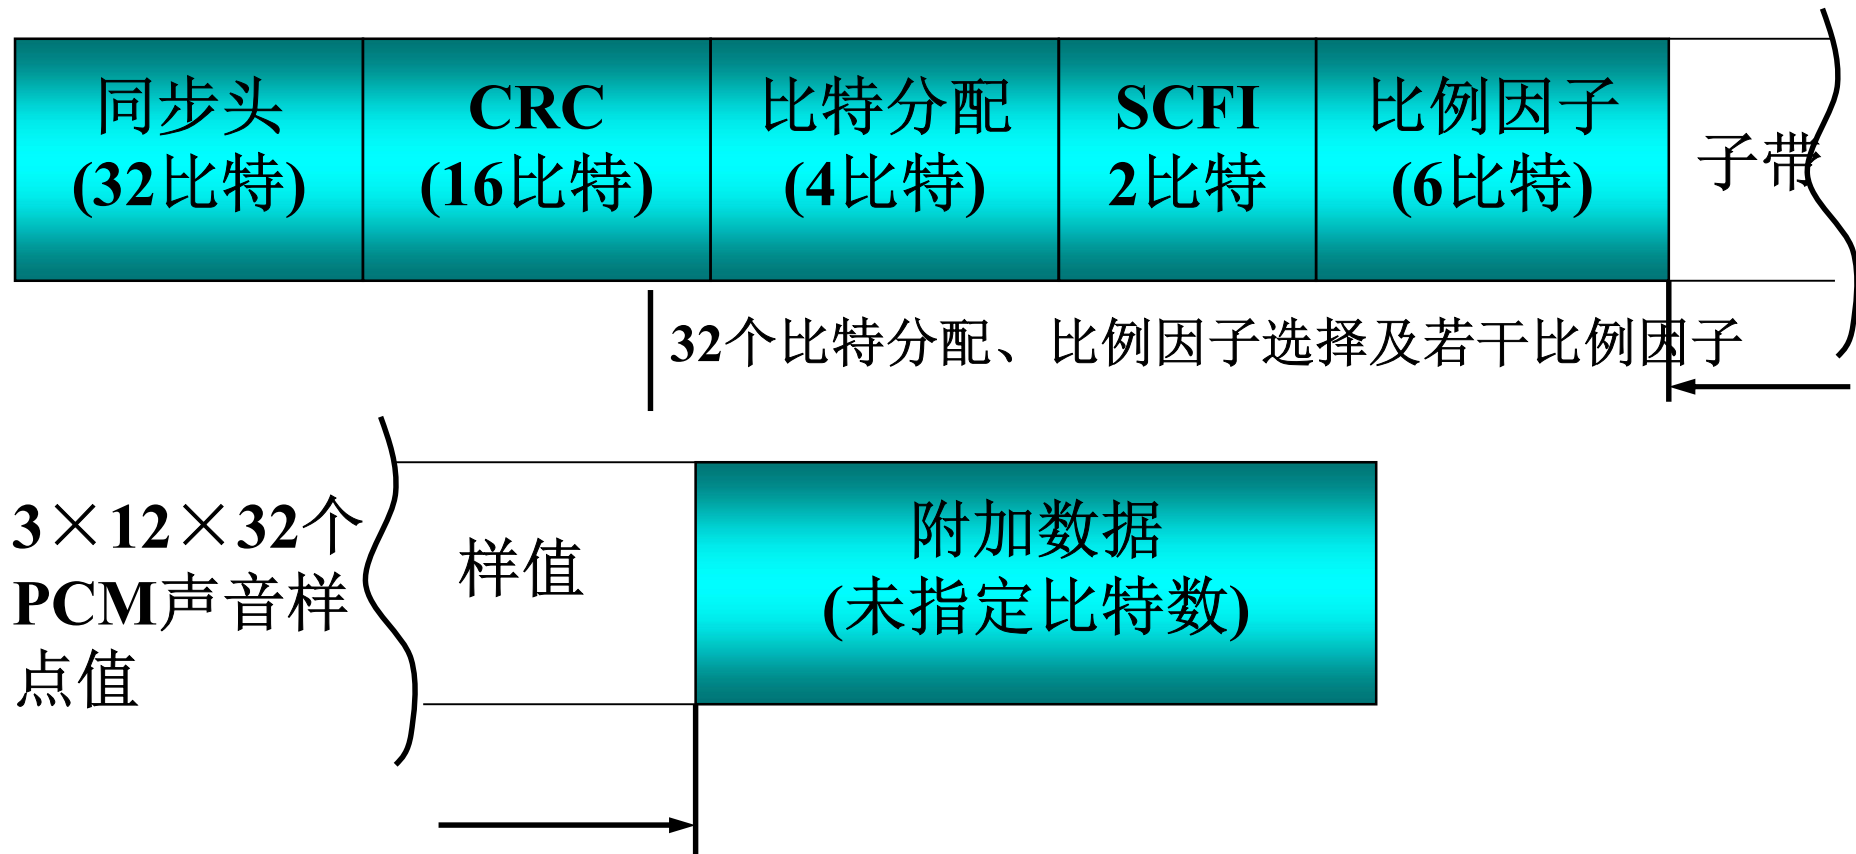 同步头
(32比特)
CRC
(16比特)
比特分配
(4比特)
SCFI
2比特
比例因子
(6比特)
子带
32个比特分配、比例因子选择及若干比例因子
3×12×32个
PCM声音样
点值
样值
附加数据
(未指定比特数)